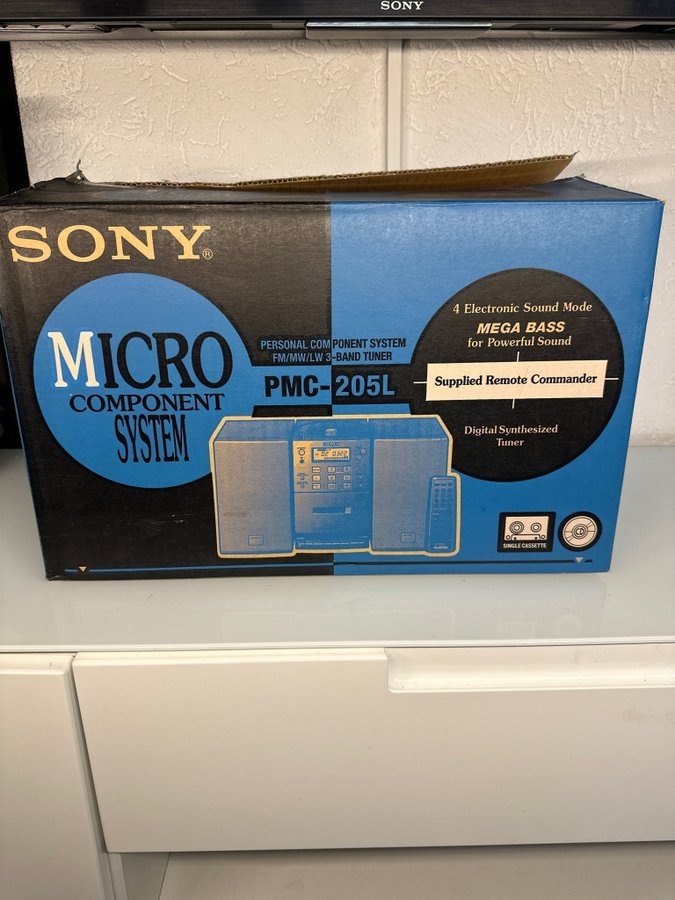 SONY
SONY®
MICRO
COMPONENT
SYSTEM
PERSONAL COMPONENT SYSTEM
FM/MW/LW 3-BAND TUNER
PMC-205L
4 Electronic Sound Mode
MEGA BASS
for Powerful Sound
Supplied Remote Commander
Digital Synthesized
Tuner
SINGLE CASSETTE
CD